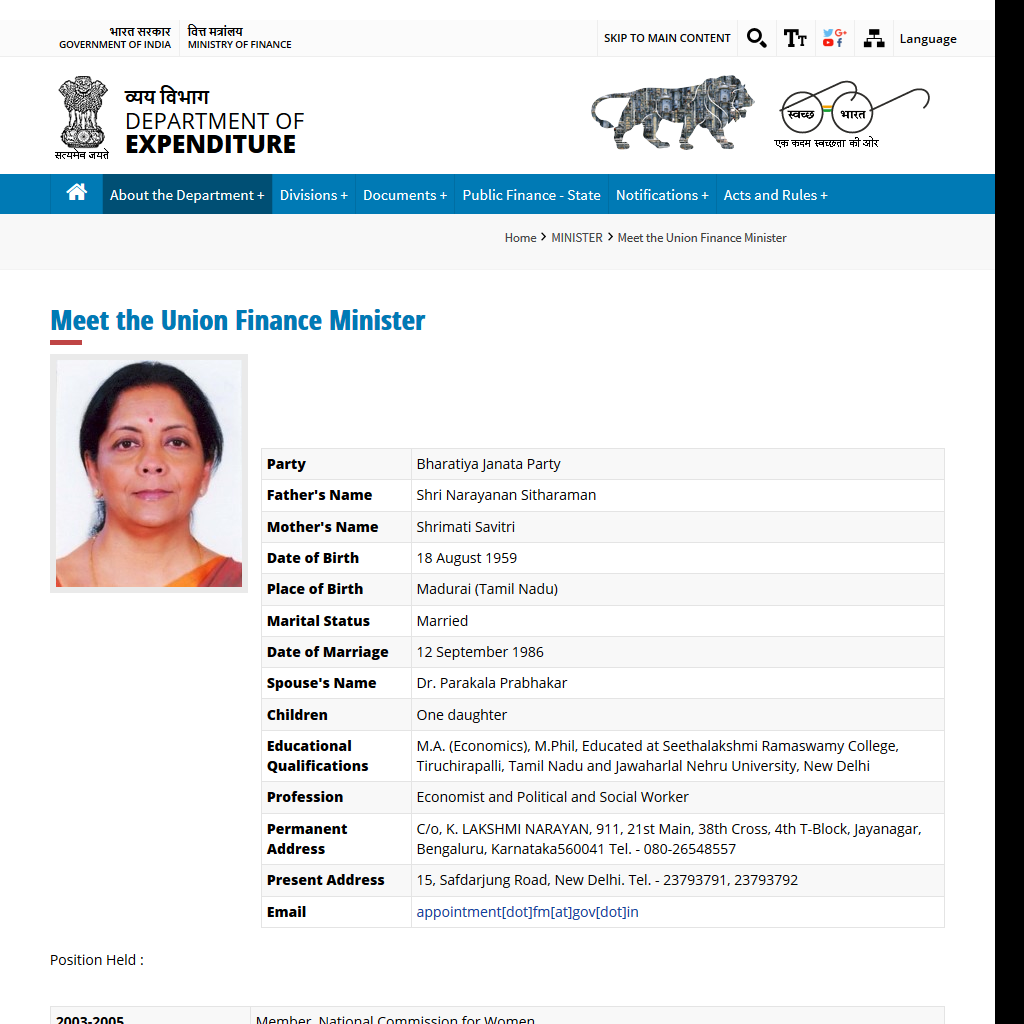 भारत सरकार
GOVERNMENT OF INDIA
वित्त मत्रांलय
MINISTRY OF FINANCE
SKIP TO MAIN CONTENT
Language
सत्यमेव जयते
व्यय विभाग
DEPARTMENT OF
EXPENDITURE
स्वच्छ भारत
एक कदम स्वच्छता की ओर
About the Department +
Divisions +
Documents +
Public Finance - State
Notifications +
Acts and Rules +
Home > MINISTER > Meet the Union Finance Minister
Meet the Union Finance Minister
Party Bharatiya Janata Party
Father's Name Shri Narayanan Sitharaman
Mother's Name Shrimati Savitri
Date of Birth 18 August 1959
Place of Birth Madurai (Tamil Nadu)
Marital Status Married
Date of Marriage 12 September 1986
Spouse's Name Dr. Parakala Prabhakar
Children One daughter
Educational Qualifications M.A. (Economics), M.Phil, Educated at Seethalakshmi Ramaswamy College,
Tiruchirapalli, Tamil Nadu and Jawaharlal Nehru University, New Delhi
Profession Economist and Political and Social Worker
Permanent Address C/o, K. LAKSHMI NARAYAN, 911, 21st Main, 38th Cross, 4th T-Block, Jayanagar,
Bengaluru, Karnataka560041 Tel. - 080-26548557
Present Address 15, Safdarjung Road, New Delhi. Tel. - 23793791, 23793792
Email appointment[dot]fm[at]gov[dot]in
Position Held :
2003-2005 Member, National Commission for Women